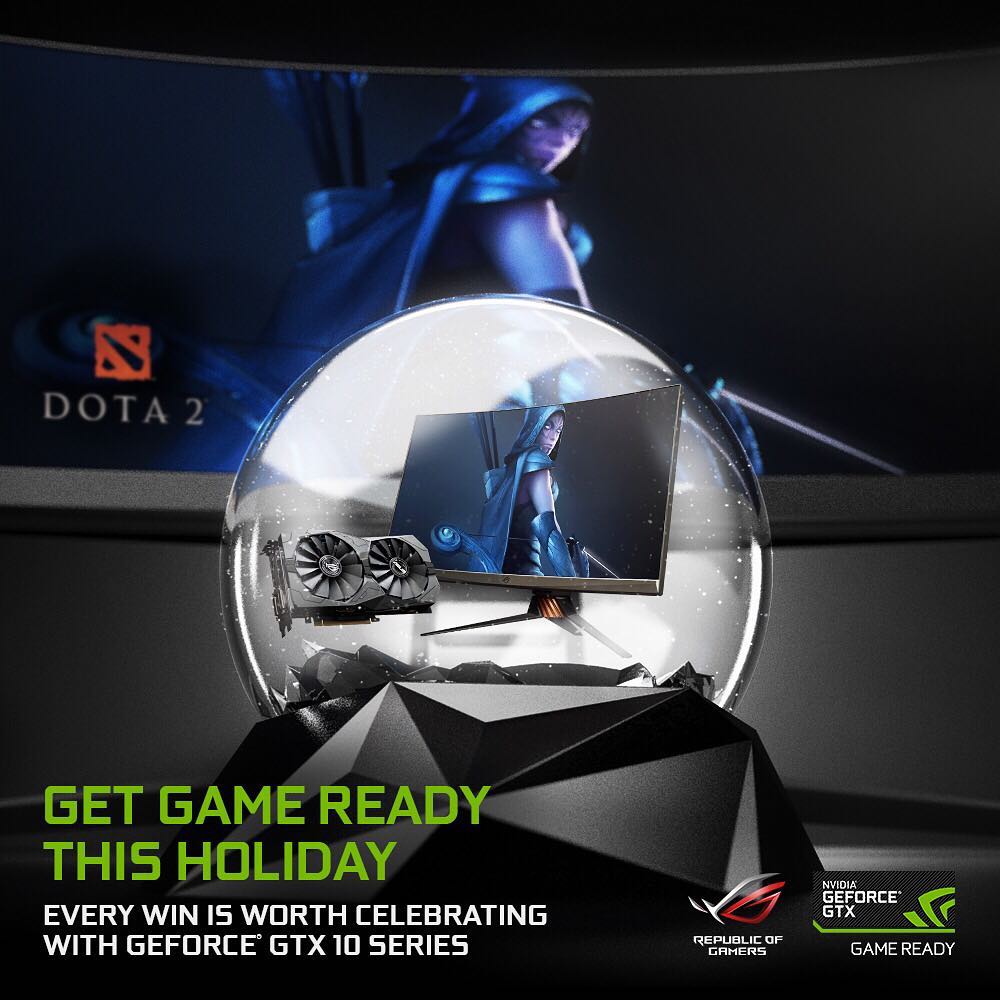 DOTA 2
GET GAME READY
THIS HOLIDAY
EVERY WIN IS WORTH CELEBRATING
WITH GEFORCE® GTX 10 SERIES
REPUBLIC OF
GAMERS
NVIDIA®
GEFORCE®
GTX
GAME READY